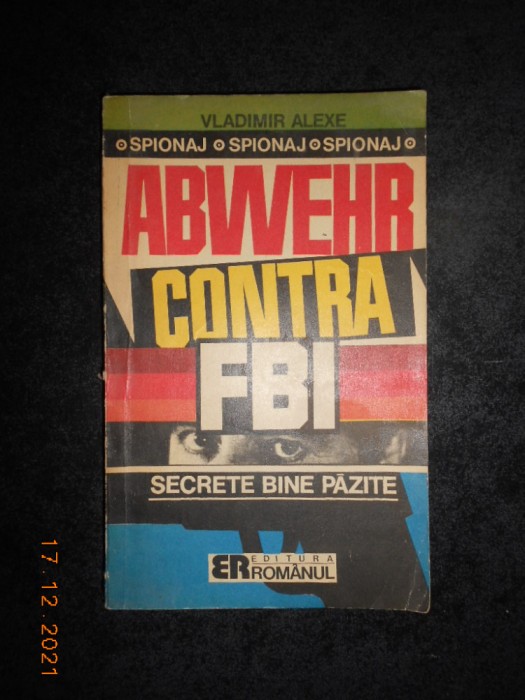 VLADIMIR ALEXE
SPIONAJ SPIONAJ SPIONAJ
ABWEHR
CONTRA
FBI
SECRETE BINE PĂZITE
ER EDITURA
ROMÂNUL
17.12.2021